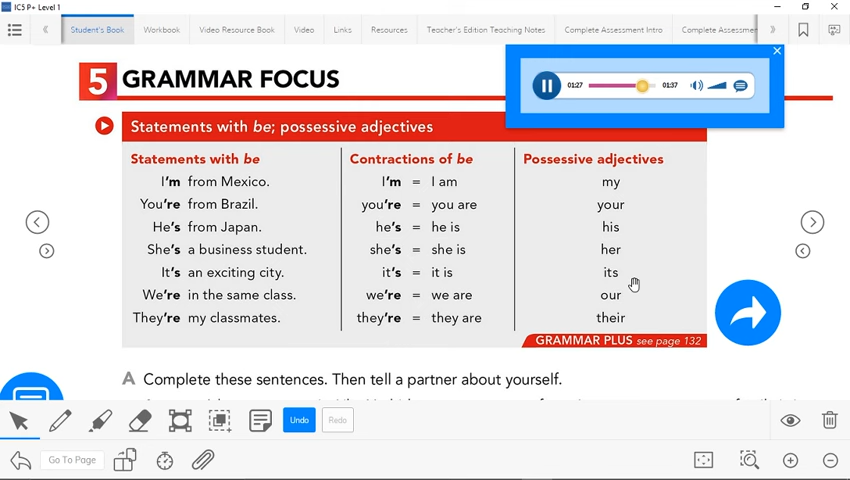 IC5 P+ Level 1
Student's Book
Workbook
Video Resource Book
Video
Links
Resources
Teacher's Edition Teaching Notes
Complete Assessment Intro
Complete Assessmen
5 GRAMMAR FOCUS
01:27
01:37
Statements with be; possessive adjectives
Statements with be
Contractions of be
Possessive adjectives
I'm from Mexico.
I'm = I am
my
You're from Brazil.
you're = you are
your
He's from Japan.
he's = he is
his
She's a business student.
she's = she is
her
It's an exciting city.
it's = it is
its
We're in the same class.
we're = we are
our
They're my classmates.
they're = they are
their
GRAMMAR PLUS see page 132
A Complete these sentences. Then tell a partner about yourself.
Undo
Redo
Go To Page